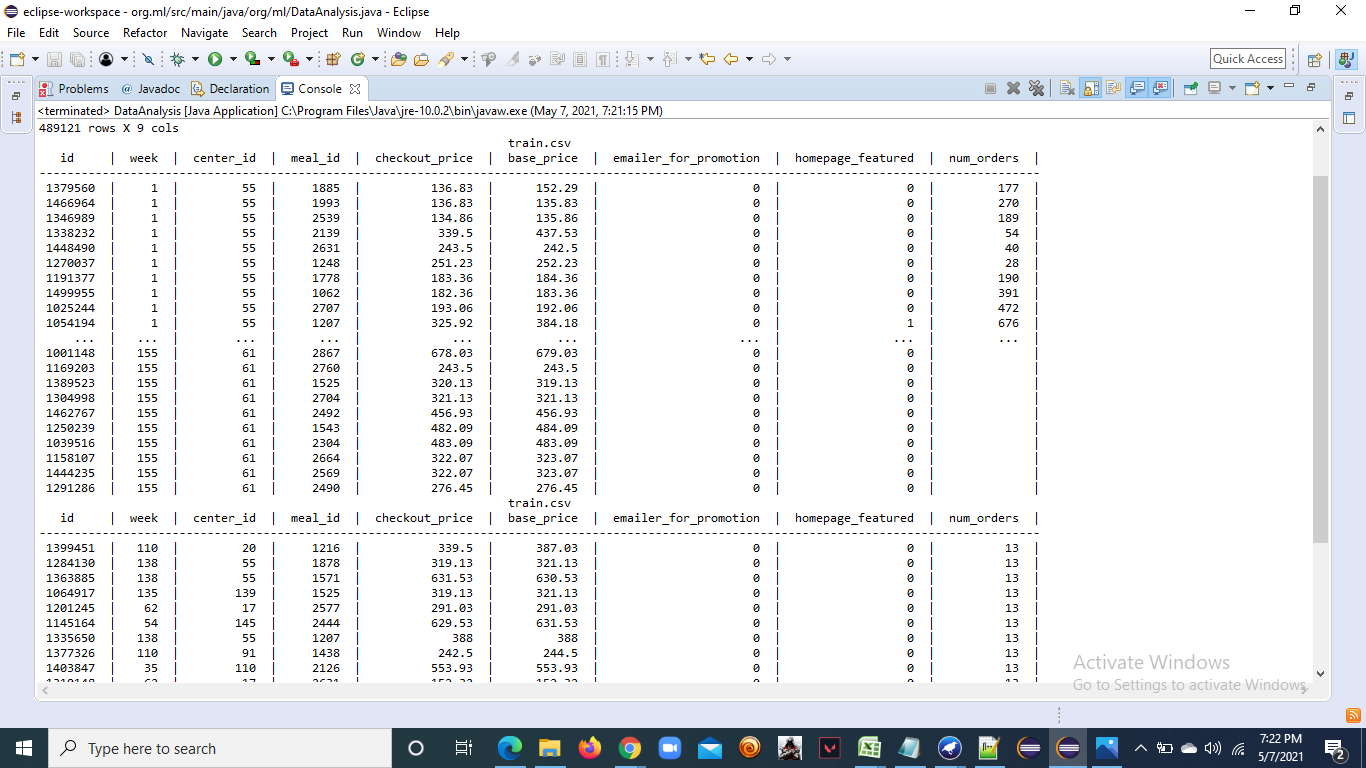 eclipse-workspace - org.ml/src/main/java/org/ml/DataAnalysis.java - Eclipse
File Edit Source Refactor Navigate Search Project Run Window Help
Quick Access
Problems @ Javadoc Declaration Console
<terminated> DataAnalysis [Java Application] C:\Program Files\Java\jre-10.0.2\bin\javaw.exe (May 7, 2021, 7:21:15 PM)
489121 rows X 9 cols
train.csv
id | week | center_id | meal_id | checkout_price | base_price | emailer_for_promotion | homepage_featured | num_orders |
--------------------------------------------------------------------------------------------------------------------------------------------
1379560 | 1 | 55 | 1885 | 136.83 | 152.29 | 0 | 0 | 177 |
1466964 | 1 | 55 | 1993 | 136.83 | 135.83 | 0 | 0 | 270 |
1346989 | 1 | 55 | 2539 | 134.86 | 135.86 | 0 | 0 | 189 |
1338232 | 1 | 55 | 2139 | 339.5 | 437.53 | 0 | 0 | 54 |
1448490 | 1 | 55 | 2631 | 243.5 | 242.5 | 0 | 0 | 40 |
1270037 | 1 | 55 | 1248 | 251.23 | 252.23 | 0 | 0 | 28 |
1191377 | 1 | 55 | 1778 | 183.36 | 184.36 | 0 | 0 | 190 |
1499955 | 1 | 55 | 1062 | 182.36 | 183.36 | 0 | 0 | 391 |
1025244 | 1 | 55 | 2707 | 193.06 | 192.06 | 0 | 0 | 472 |
1054194 | 1 | 55 | 1207 | 325.92 | 384.18 | 0 | 1 | 676 |
... | ... | ... | ... | ... | ... | ... | ... | ... |
1001148 | 155 | 61 | 2867 | 678.03 | 679.03 | 0 | 0 | |
1169203 | 155 | 61 | 2760 | 243.5 | 243.5 | 0 | 0 | |
1389523 | 155 | 61 | 1525 | 320.13 | 319.13 | 0 | 0 | |
1304998 | 155 | 61 | 2704 | 321.13 | 321.13 | 0 | 0 | |
1462767 | 155 | 61 | 2492 | 456.93 | 456.93 | 0 | 0 | |
1250239 | 155 | 61 | 1543 | 482.09 | 484.09 | 0 | 0 | |
1039516 | 155 | 61 | 2304 | 483.09 | 483.09 | 0 | 0 | |
1158107 | 155 | 61 | 2664 | 322.07 | 323.07 | 0 | 0 | |
1444235 | 155 | 61 | 2569 | 322.07 | 323.07 | 0 | 0 | |
1291286 | 155 | 61 | 2490 | 276.45 | 276.45 | 0 | 0 | |
train.csv
id | week | center_id | meal_id | checkout_price | base_price | emailer_for_promotion | homepage_featured | num_orders |
--------------------------------------------------------------------------------------------------------------------------------------------
1399451 | 110 | 20 | 1216 | 339.5 | 387.03 | 0 | 0 | 13 |
1284130 | 138 | 55 | 1878 | 319.13 | 321.13 | 0 | 0 | 13 |
1363885 | 138 | 55 | 1571 | 631.53 | 630.53 | 0 | 0 | 13 |
1064917 | 135 | 139 | 1525 | 319.13 | 321.13 | 0 | 0 | 13 |
1201245 | 62 | 17 | 2577 | 291.03 | 291.03 | 0 | 0 | 13 |
1145164 | 54 | 145 | 2444 | 629.53 | 631.53 | 0 | 0 | 13 |
1335650 | 138 | 55 | 1207 | 388 | 388 | 0 | 0 | 13 |
1377326 | 110 | 91 | 1438 | 242.5 | 244.5 | 0 | 0 | 13 |
1403847 | 35 | 110 | 2126 | 553.93 | 553.93 | 0 | 0 | 13 |
Activate Windows
Go to Settings to activate Windows.
Type here to search
7:22 PM
5/7/2021
2